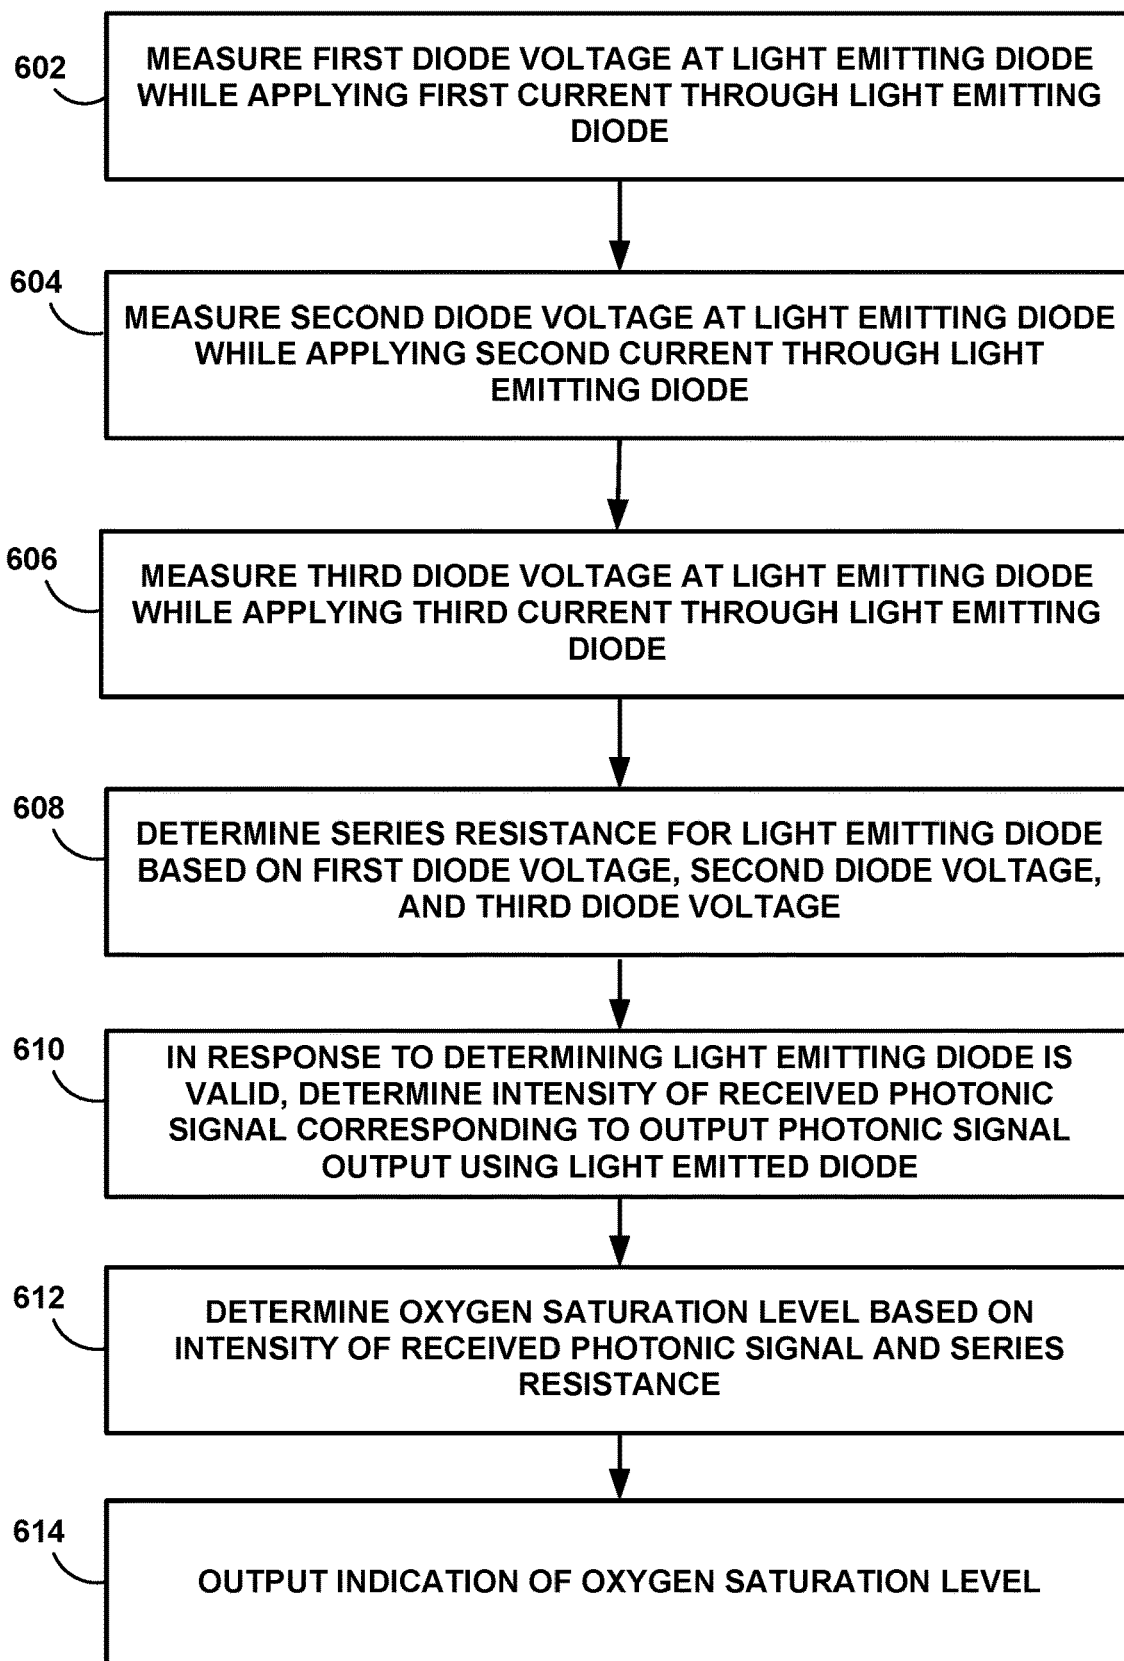 602
MEASURE FIRST DIODE VOLTAGE AT LIGHT EMITTING DIODE
WHILE APPLYING FIRST CURRENT THROUGH LIGHT EMITTING
DIODE
604
MEASURE SECOND DIODE VOLTAGE AT LIGHT EMITTING DIODE
WHILE APPLYING SECOND CURRENT THROUGH LIGHT
EMITTING DIODE
606
MEASURE THIRD DIODE VOLTAGE AT LIGHT EMITTING DIODE
WHILE APPLYING THIRD CURRENT THROUGH LIGHT EMITTING
DIODE
608
DETERMINE SERIES RESISTANCE FOR LIGHT EMITTING DIODE
BASED ON FIRST DIODE VOLTAGE, SECOND DIODE VOLTAGE,
AND THIRD DIODE VOLTAGE
610
IN RESPONSE TO DETERMINING LIGHT EMITTING DIODE IS
VALID, DETERMINE INTENSITY OF RECEIVED PHOTONIC
SIGNAL CORRESPONDING TO OUTPUT PHOTONIC SIGNAL
OUTPUT USING LIGHT EMITTED DIODE
612
DETERMINE OXYGEN SATURATION LEVEL BASED ON
INTENSITY OF RECEIVED PHOTONIC SIGNAL AND SERIES
RESISTANCE
614
OUTPUT INDICATION OF OXYGEN SATURATION LEVEL